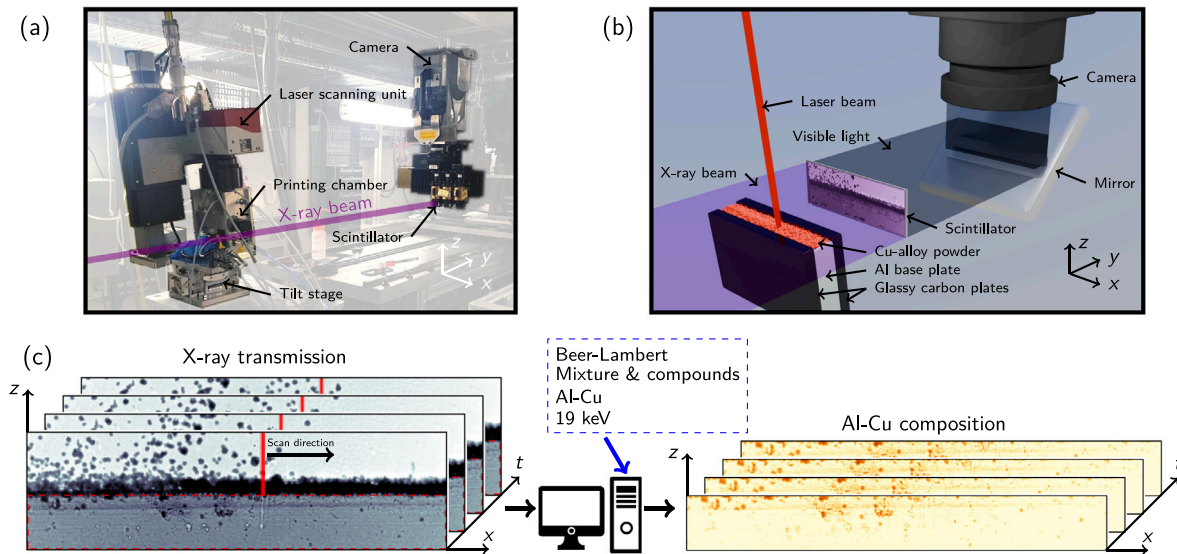 (a)
Camera
Laser scanning unit
Printing chamber
X-ray beam
Scintillator
Tilt stage
z
y
x
(b)
Camera
Laser beam
Visible light
X-ray beam
Mirror
Scintillator
Cu-alloy powder
Al base plate
Glassy carbon plates
z
y
x
(c)
X-ray transmission
z
Scan direction
t
x
Beer-Lambert
Mixture & compounds
Al-Cu
19 keV
Al-Cu composition
z
t
x